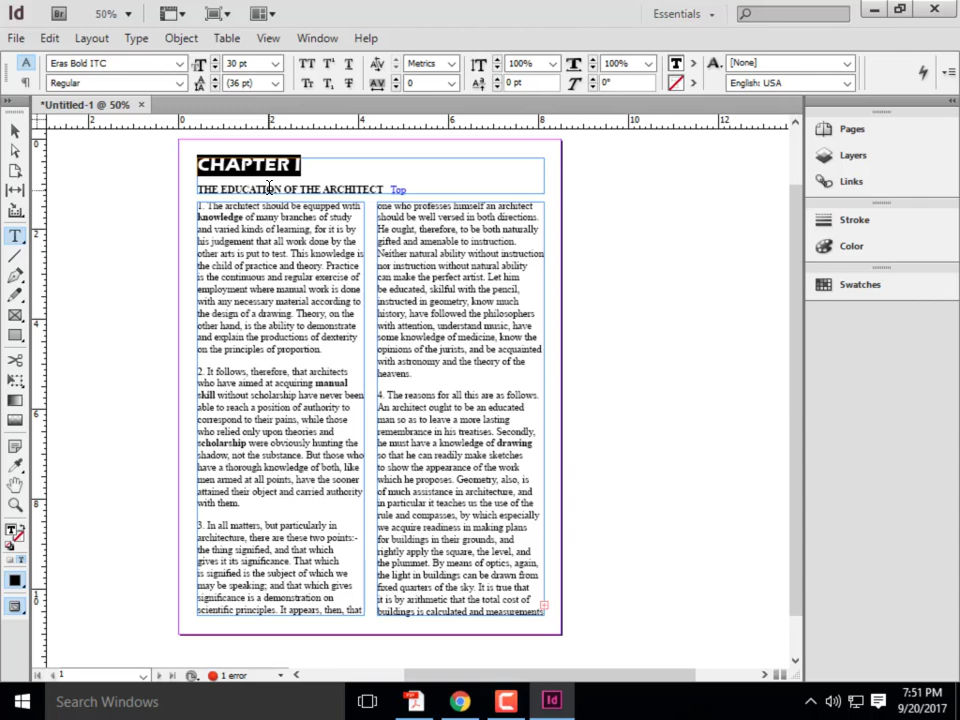 Id Br 50% Essentials
File Edit Layout Type Object Table View Window Help
A Eras Bold ITC 30 pt Metrics 100% 100% T A. [None]
¶ Regular (36 pt) 0 0 pt 0° English: USA
*Untitled-1 @ 50% ×
2 0 2 4 6 8 10 12
0 2 4 6 8 10
CHAPTER I
THE EDUCATION OF THE ARCHITECT Top
1. The architect should be equipped with
knowledge of many branches of study
and varied kinds of learning, for it is by
his judgement that all work done by the
other arts is put to test. This knowledge is
the child of practice and theory. Practice
is the continuous and regular exercise of
employment where manual work is done
with any necessary material according to
the design of a drawing. Theory, on the
other hand, is the ability to demonstrate
and explain the productions of dexterity
on the principles of proportion.
2. It follows, therefore, that architects
who have aimed at acquiring manual
skill without scholarship have never been
able to reach a position of authority to
correspond to their pains, while those
who relied only upon theories and
scholarship were obviously hunting the
shadow, not the substance. But those who
have a thorough knowledge of both, like
men armed at all points, have the sooner
attained their object and carried authority
with them.
3. In all matters, but particularly in
architecture, there are these two points:-
the thing signified, and that which
gives it its significance. That which
is signified is the subject of which we
may be speaking; and that which gives
significance is a demonstration on
scientific principles. It appears, then, that
one who professes himself an architect
should be well versed in both directions.
He ought, therefore, to be both naturally
gifted and amenable to instruction.
Neither natural ability without instruction
nor instruction without natural ability
can make the perfect artist. Let him
be educated, skilful with the pencil,
instructed in geometry, know much
history, have followed the philosophers
with attention, understand music, have
some knowledge of medicine, know the
opinions of the jurists, and be acquainted
with astronomy and the theory of the
heavens.
4. The reasons for all this are as follows.
An architect ought to be an educated
man so as to leave a more lasting
remembrance in his treatises. Secondly,
he must have a knowledge of drawing
so that he can readily make sketches
to show the appearance of the work
which he proposes. Geometry, also, is
of much assistance in architecture, and
in particular it teaches us the use of the
rule and compasses, by which especially
we acquire readiness in making plans
for buildings in their grounds, and
rightly apply the square, the level, and
the plummet. By means of optics, again,
the light in buildings can be drawn from
fixed quarters of the sky. It is true that
it is by arithmetic that the total cost of
buildings is calculated and measurements
Pages
Layers
Links
Stroke
Color
Swatches
1 1 error
Search Windows Id 7:51 PM
9/20/2017